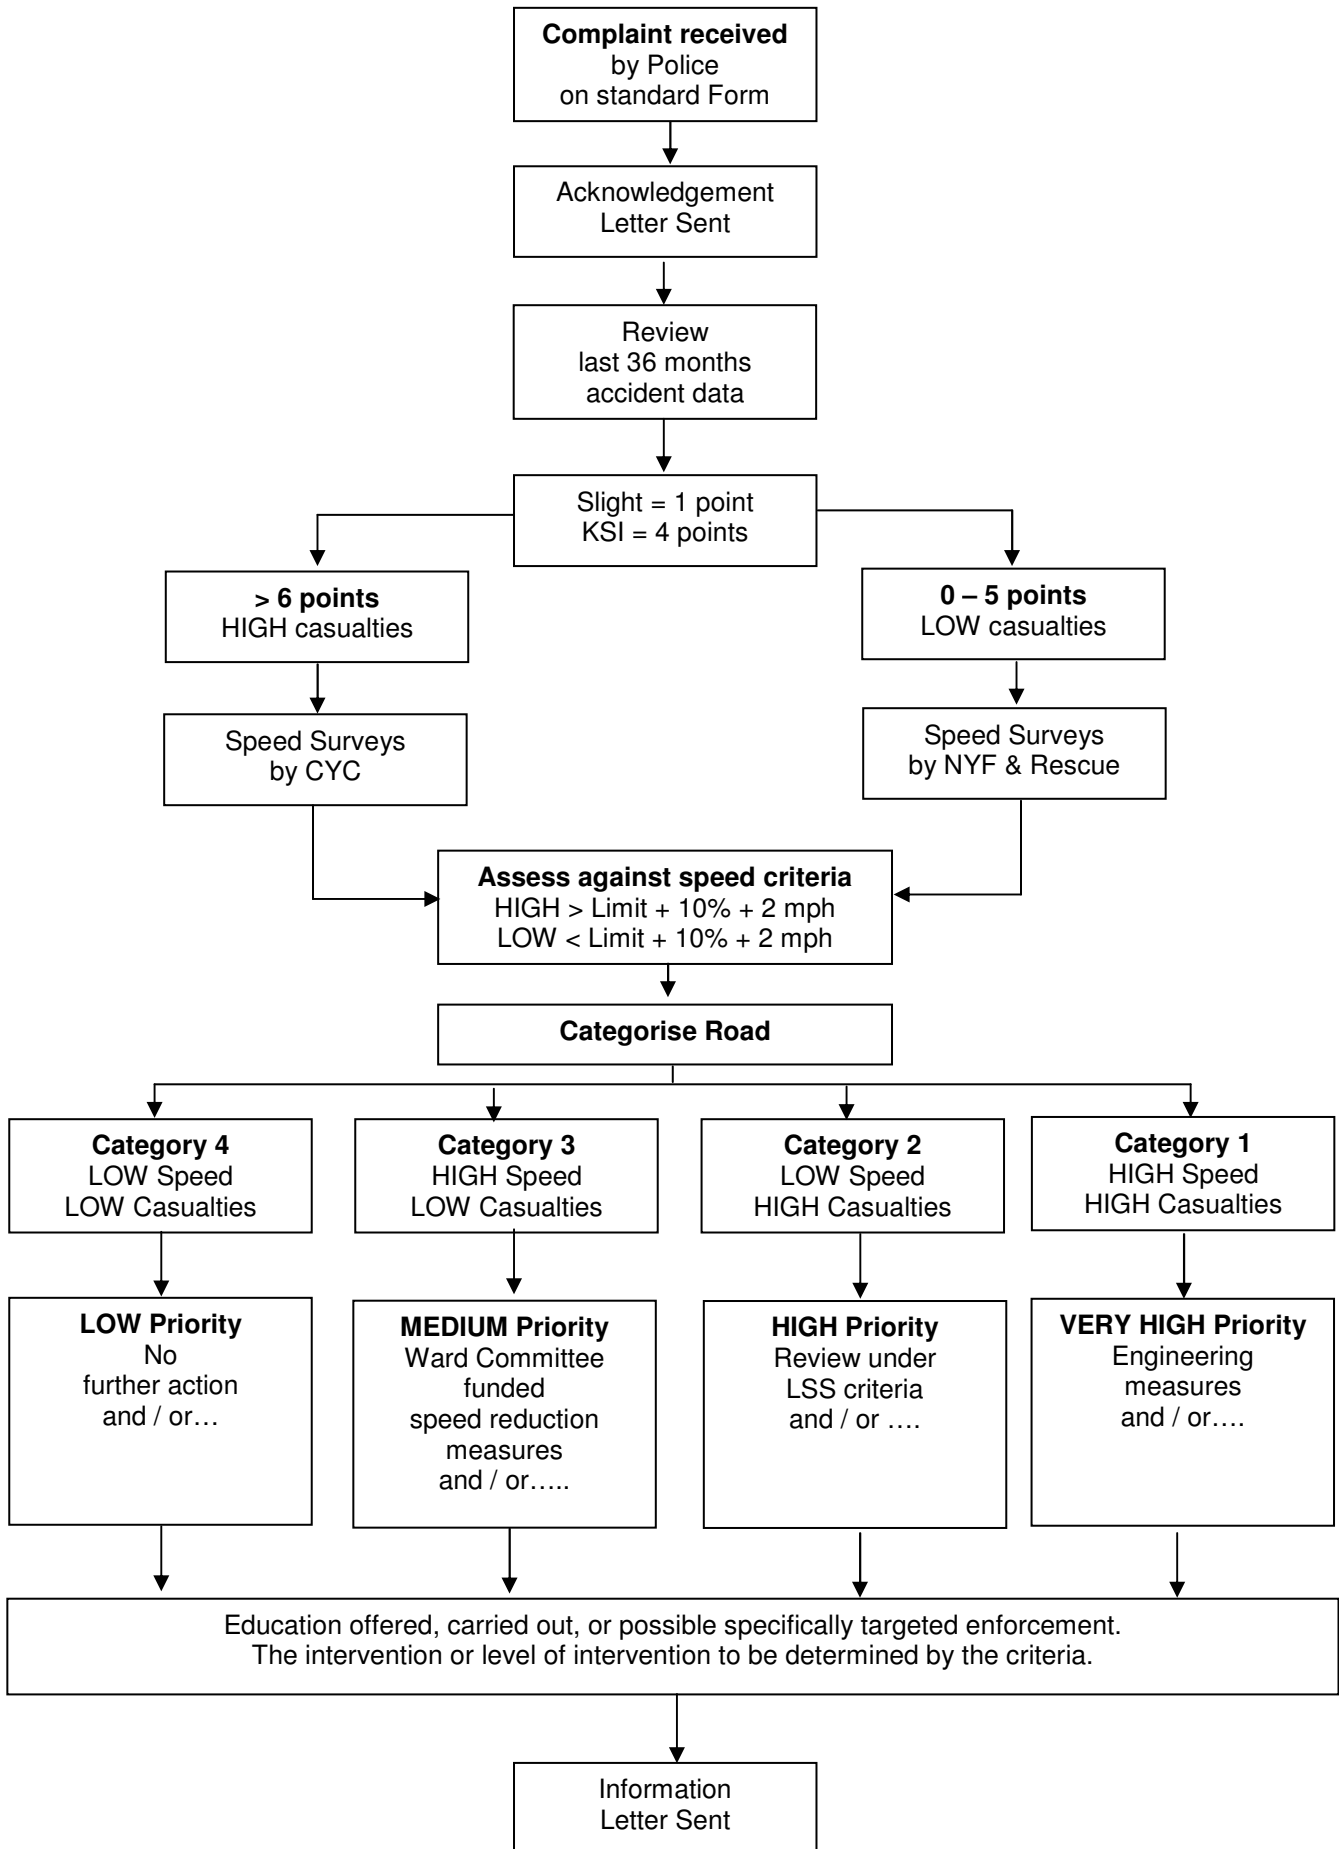 Complaint received
by Police
on standard Form
Acknowledgement
Letter Sent
Review
last 36 months
accident data
Slight = 1 point
KSI = 4 points
> 6 points
HIGH casualties
0 – 5 points
LOW casualties
Speed Surveys
by CYC
Speed Surveys
by NYF & Rescue
Assess against speed criteria
HIGH > Limit + 10% + 2 mph
LOW < Limit + 10% + 2 mph
Categorise Road
Category 4
LOW Speed
LOW Casualties
Category 3
HIGH Speed
LOW Casualties
Category 2
LOW Speed
HIGH Casualties
Category 1
HIGH Speed
HIGH Casualties
LOW Priority
No
further action
and / or…
MEDIUM Priority
Ward Committee
funded
speed reduction
measures
and / or…..
HIGH Priority
Review under
LSS criteria
and / or ….
VERY HIGH Priority
Engineering
measures
and / or….
Education offered, carried out, or possible specifically targeted enforcement.
The intervention or level of intervention to be determined by the criteria.
Information
Letter Sent